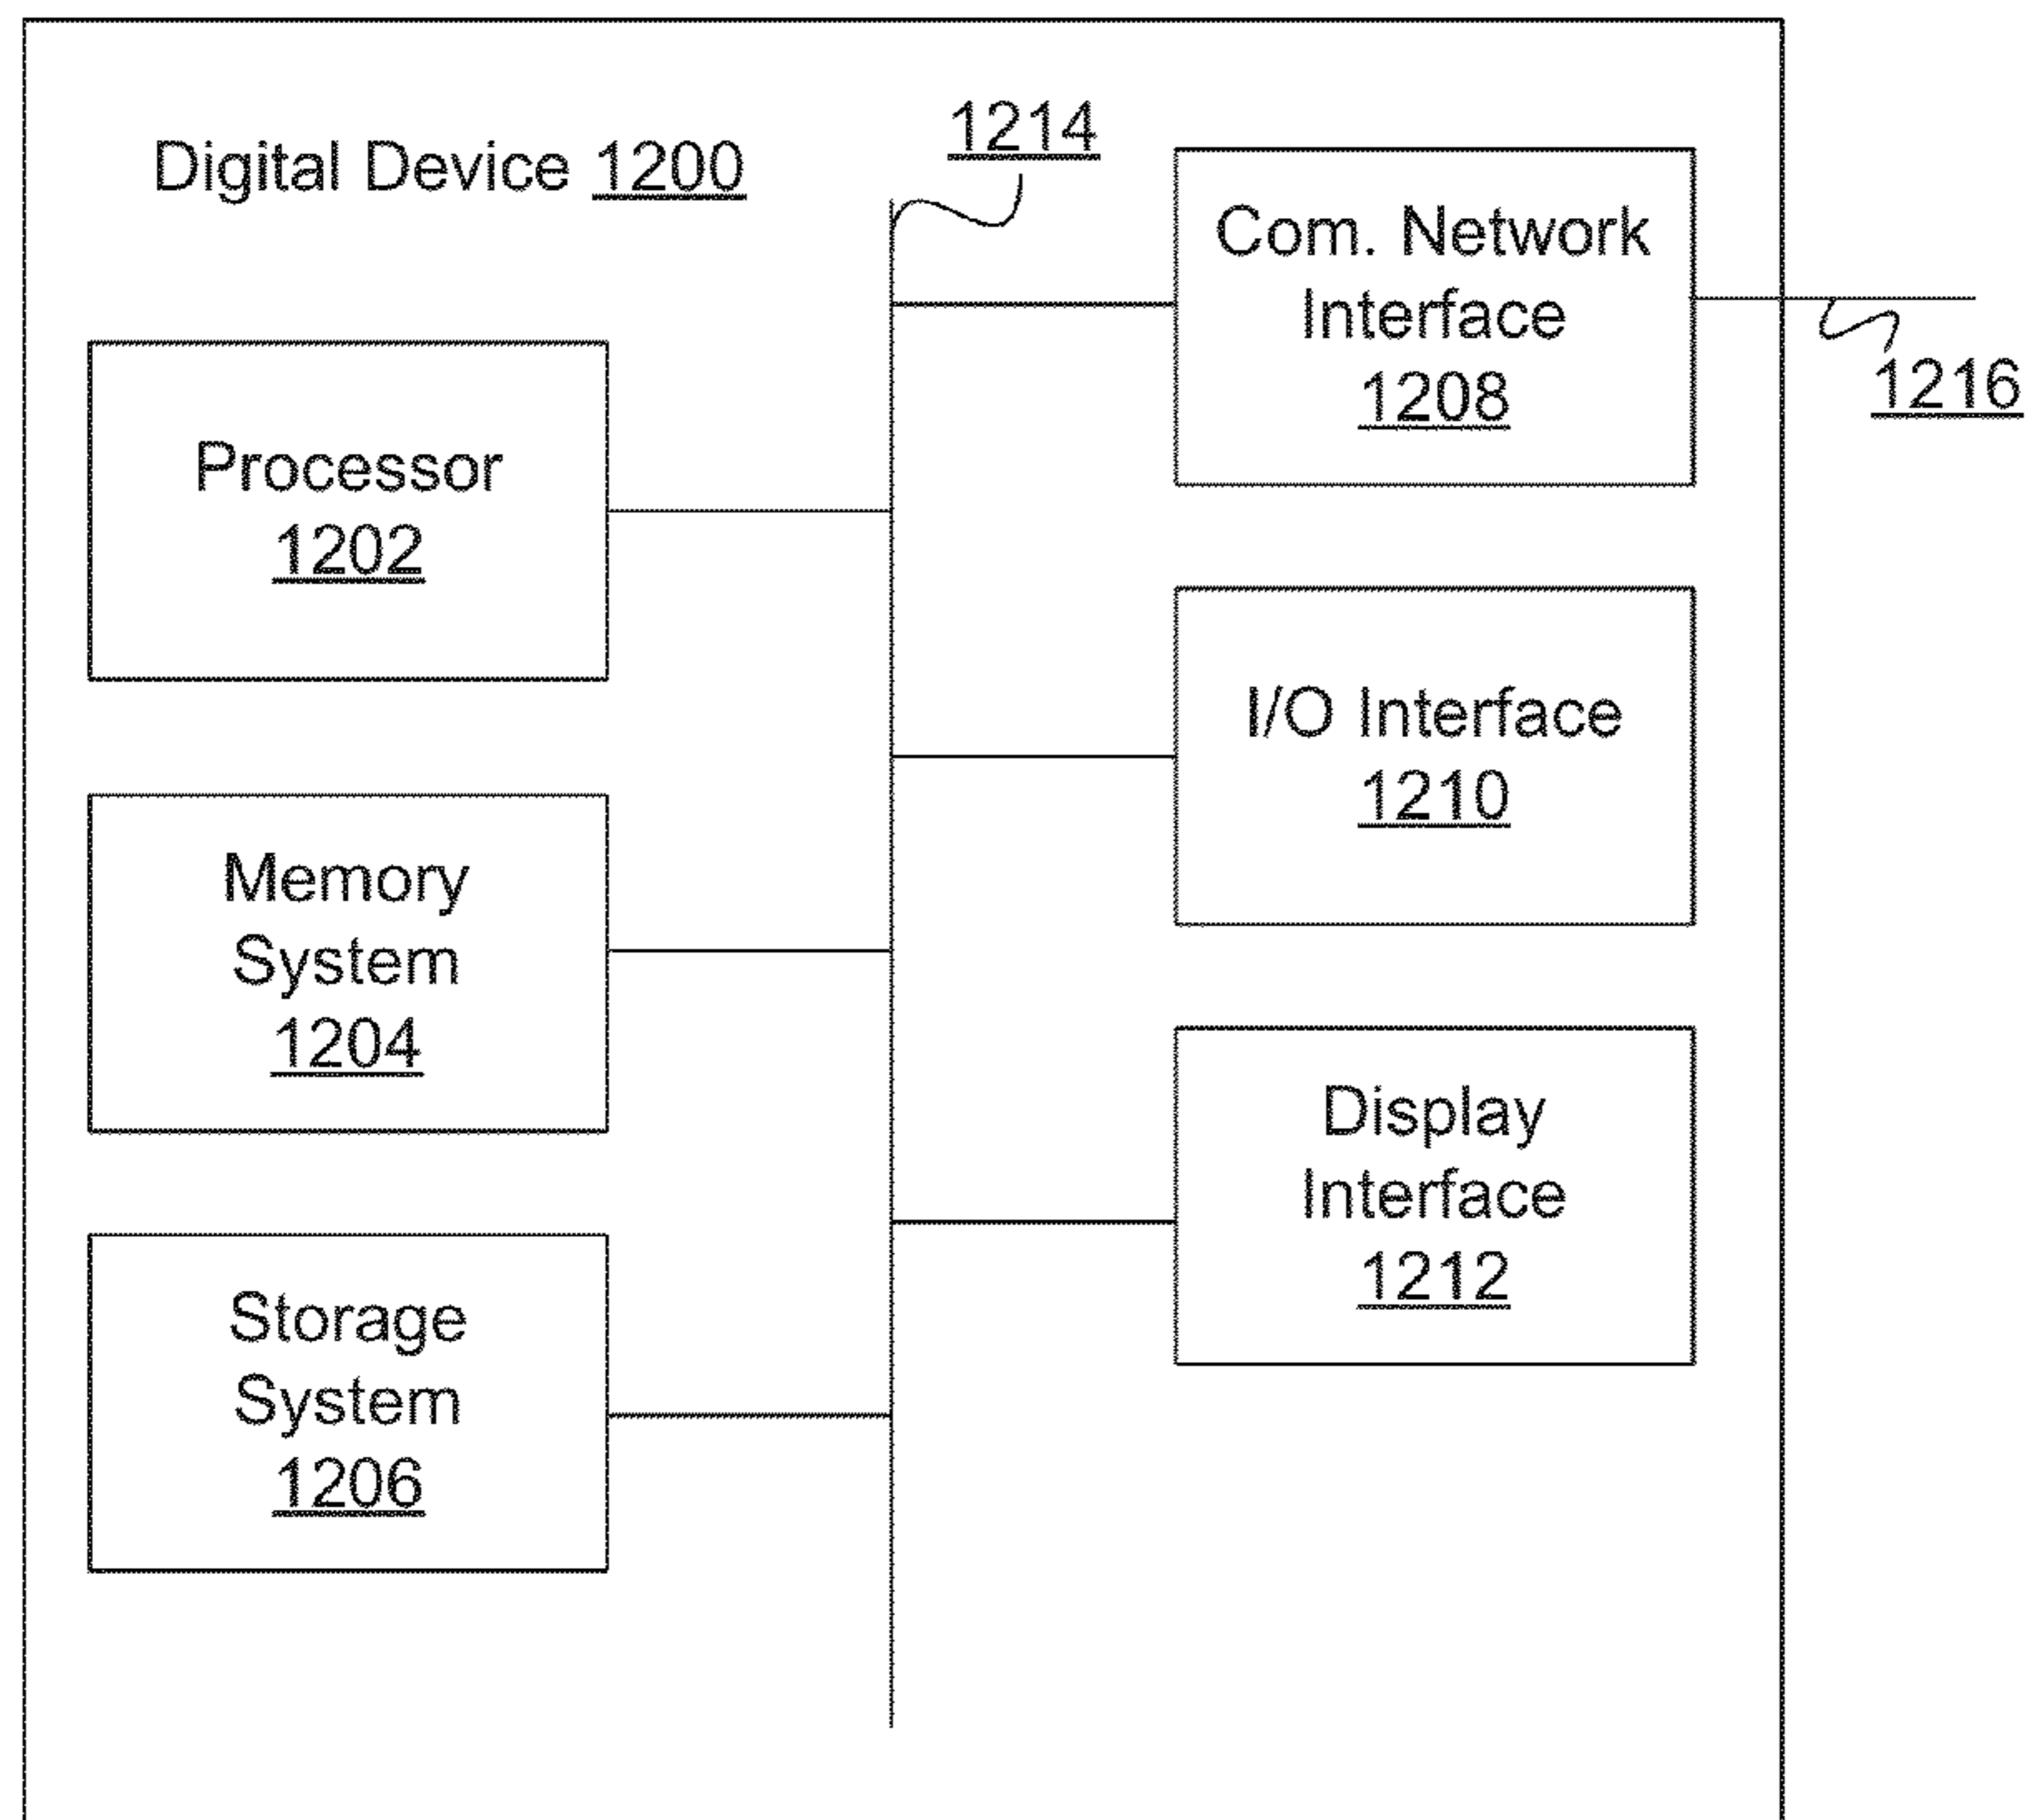 Digital Device 1200
1214
Com. Network
Interface
1208
1216
Processor
1202
I/O Interface
1210
Memory
System
1204
Display
Interface
1212
Storage
System
1206